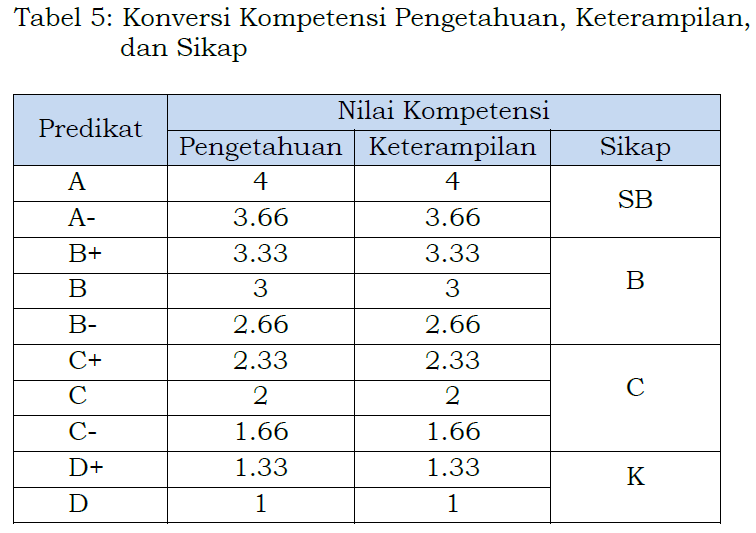 Tabel 5: Konversi Kompetensi Pengetahuan, Keterampilan,
dan Sikap
Predikat Nilai Kompetensi
Pengetahuan Keterampilan Sikap
A 4 4 SB
A- 3.66 3.66
B+ 3.33 3.33 B
B 3 3
B- 2.66 2.66
C+ 2.33 2.33 C
C 2 2
C- 1.66 1.66
D+ 1.33 1.33 K
D 1 1